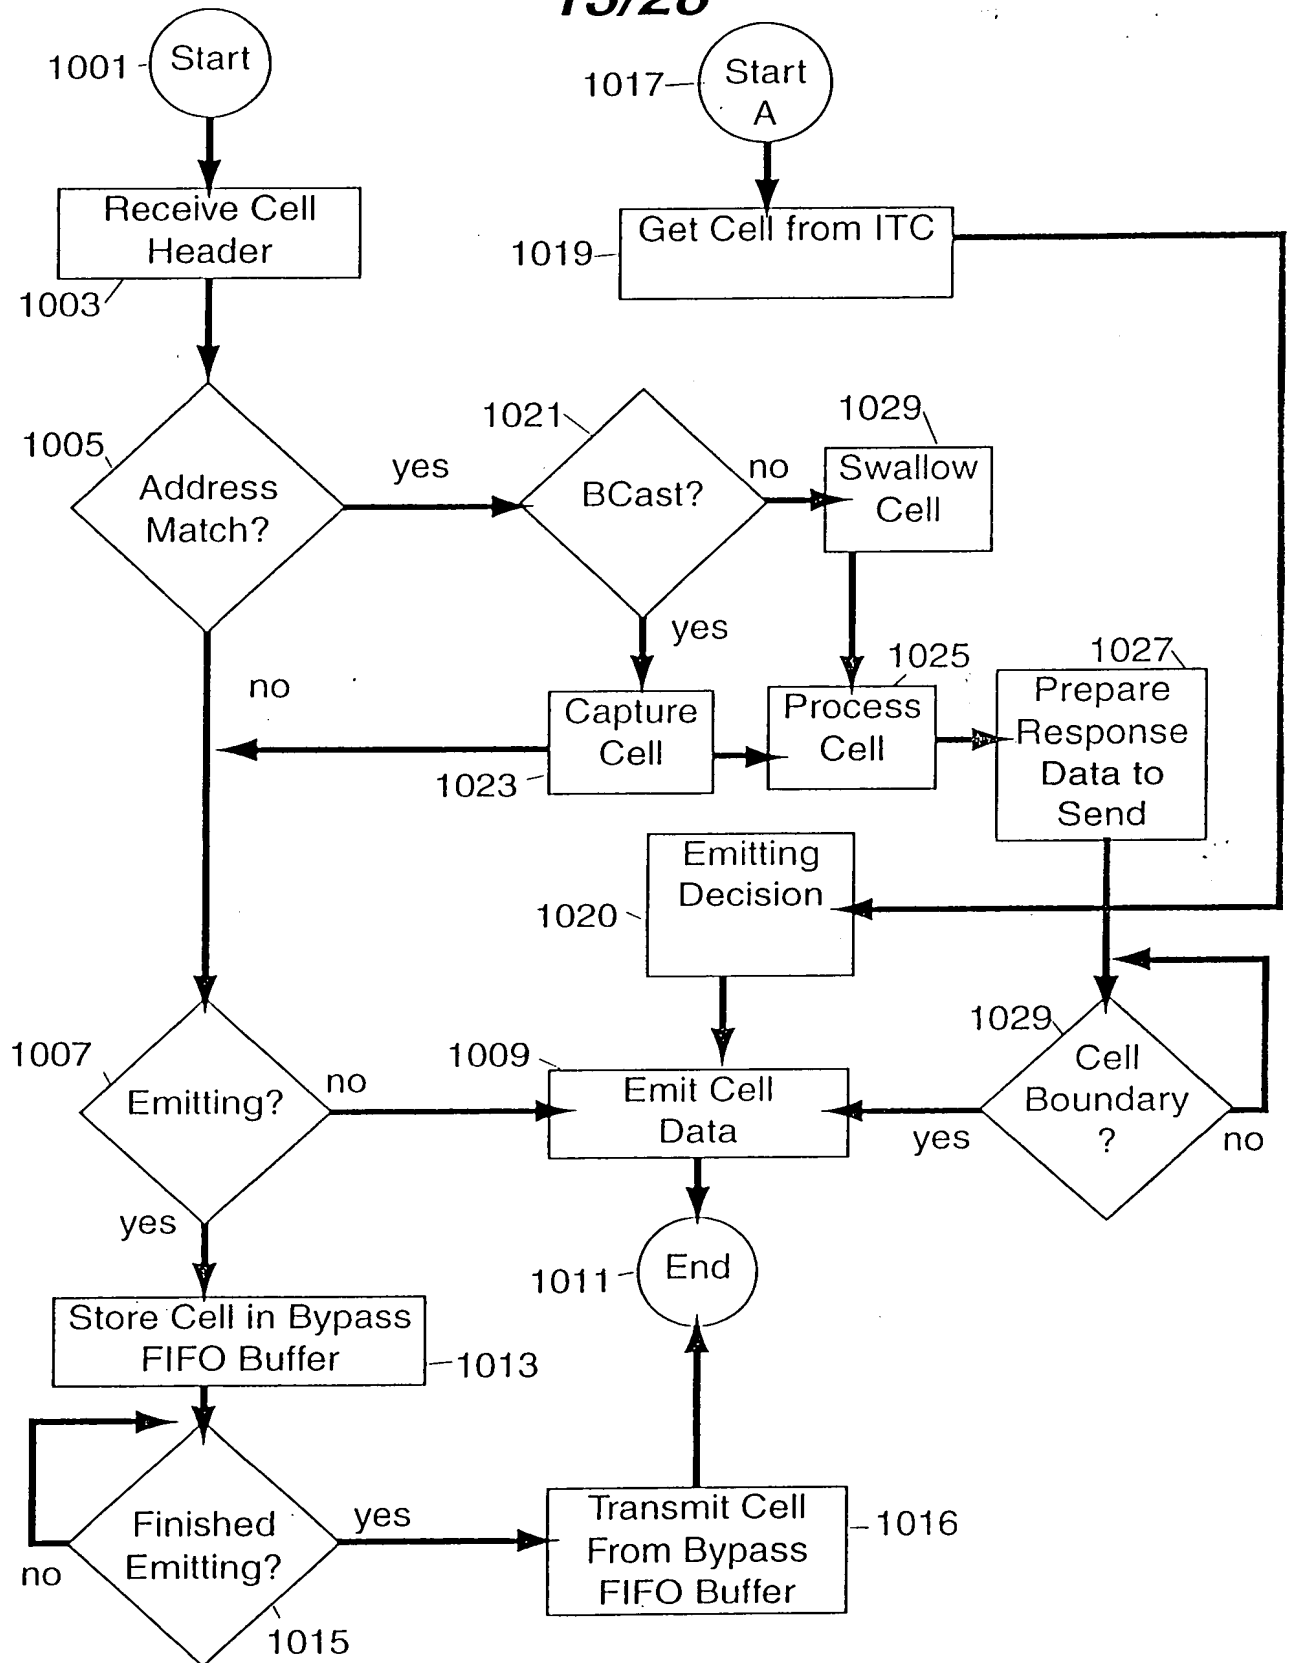 15/28
1001
Start
1017
Start
A
Receive Cell
Header
1003
Get Cell from ITC
1019
1005
Address
Match?
yes
1021
BCast?
no
1029
Swallow
Cell
yes
no
Capture
Cell
1023
1025
Process
Cell
1027
Prepare
Response
Data to
Send
Emitting
Decision
1020
1007
Emitting?
no
1009
Emit Cell
Data
1029
Cell
Boundary
?
yes
no
yes
1011
End
Store Cell in Bypass
FIFO Buffer
1013
Finished
Emitting?
no
yes
1015
Transmit Cell
From Bypass
FIFO Buffer
1016